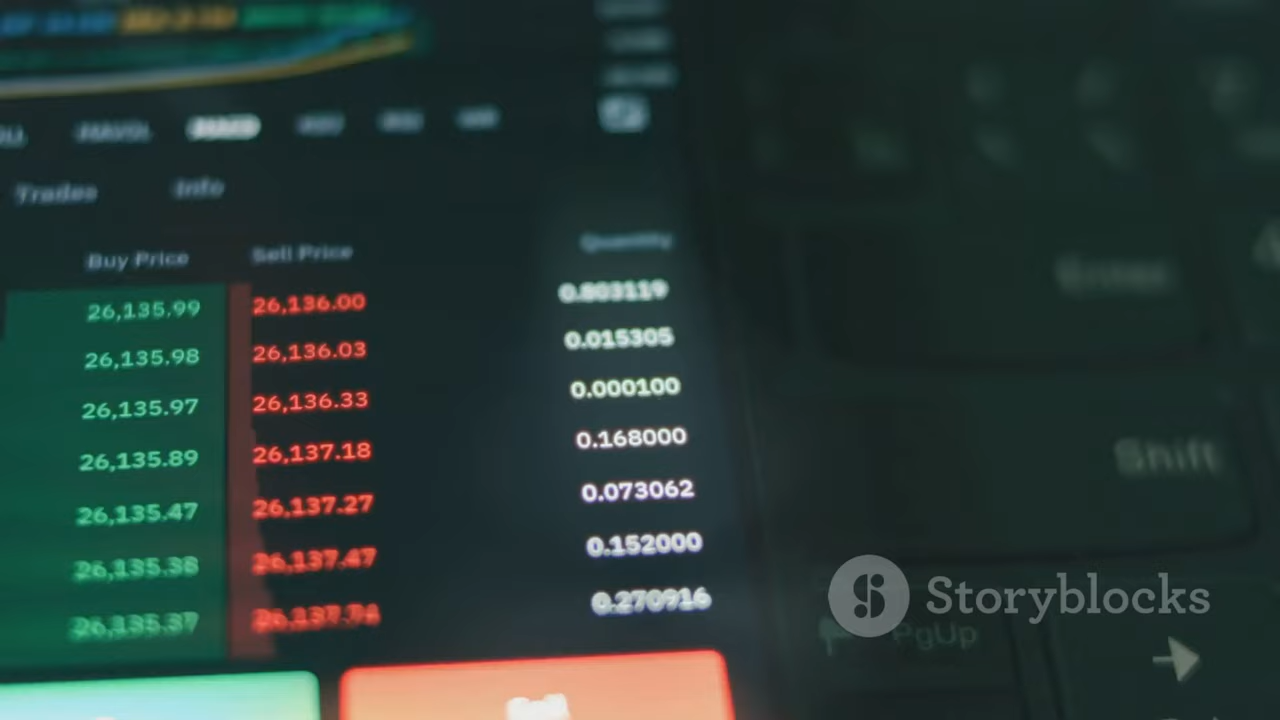 Trades Info
Buy Price Sell Price Quantity
26,135.99 26,136.00 0.803119
26,135.98 26,136.03 0.015305
26,135.97 26,136.33 0.000100
26,135.89 26,137.18 0.168000
26,135.47 26,137.27 0.073062
26,135.38 26,137.47 0.152000
26,135.37 0.270916
Enter
Shift
PgUp
Storyblocks